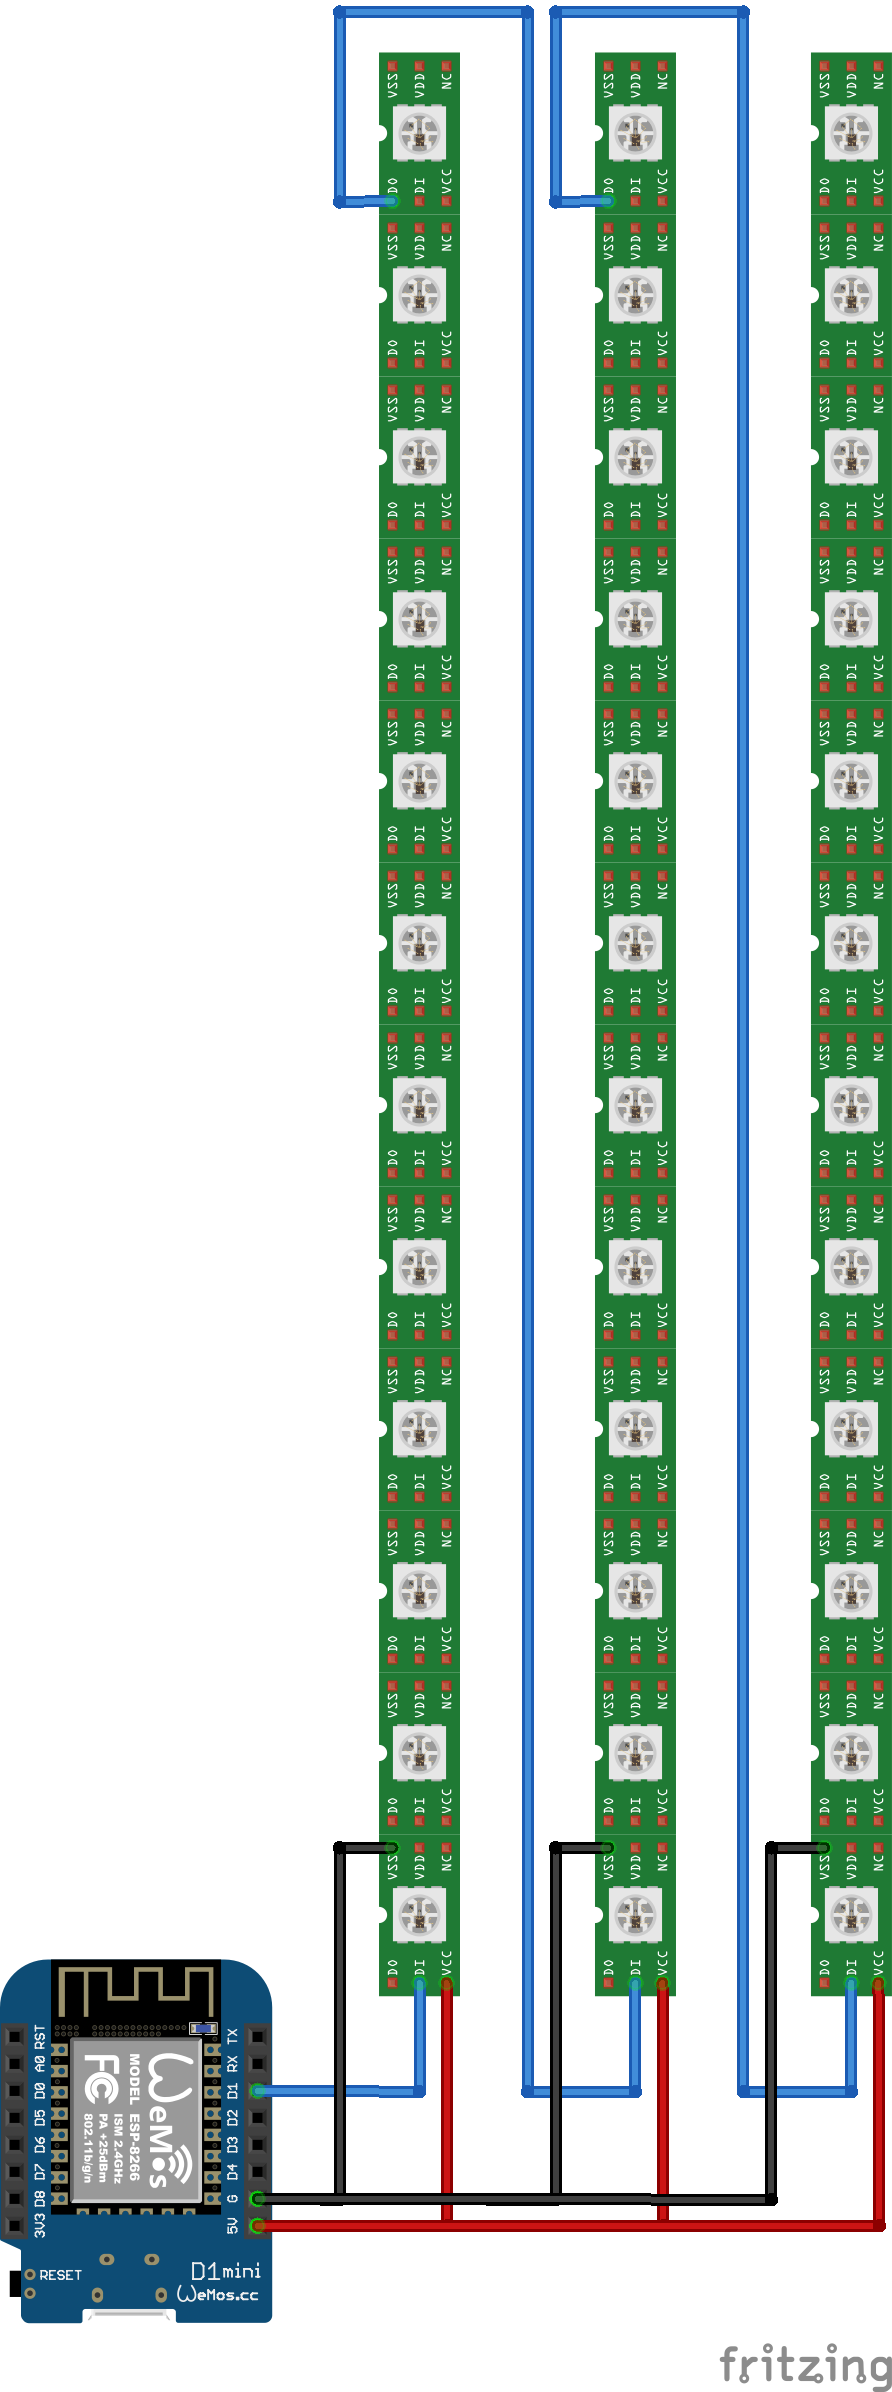 VSS VDD NC VSS VDD NC VSS VDD NC
DO DI VCC DO DI VCC DO DI VCC
VSS VDD NC VSS VDD NC VSS VDD NC
DO DI VCC DO DI VCC DO DI VCC
VSS VDD NC VSS VDD NC VSS VDD NC
DO DI VCC DO DI VCC DO DI VCC
VSS VDD NC VSS VDD NC VSS VDD NC
DO DI VCC DO DI VCC DO DI VCC
VSS VDD NC VSS VDD NC VSS VDD NC
DO DI VCC DO DI VCC DO DI VCC
VSS VDD NC VSS VDD NC VSS VDD NC
DO DI VCC DO DI VCC DO DI VCC
VSS VDD NC VSS VDD NC VSS VDD NC
DO DI VCC DO DI VCC DO DI VCC
VSS VDD NC VSS VDD NC VSS VDD NC
DO DI VCC DO DI VCC DO DI VCC
VSS VDD NC VSS VDD NC VSS VDD NC
DO DI VCC DO DI VCC DO DI VCC
VSS VDD NC VSS VDD NC VSS VDD NC
DO DI VCC DO DI VCC DO DI VCC
VSS VDD NC VSS VDD NC VSS VDD NC
DO DI VCC DO DI VCC DO DI VCC
VSS VDD NC VSS VDD NC VSS VDD NC
DO DI VCC DO DI VCC DO DI VCC
RST
A0
D0
D5
D6
D7
D8
3V3
TX
RX
D1
D2
D3
D4
G
5V
WeMos
MODEL ESP-8266
ISM 2.4GHz
PA +25dBm
802.11b/g/n
FC
RESET
D1mini
WeMos.cc
fritzing